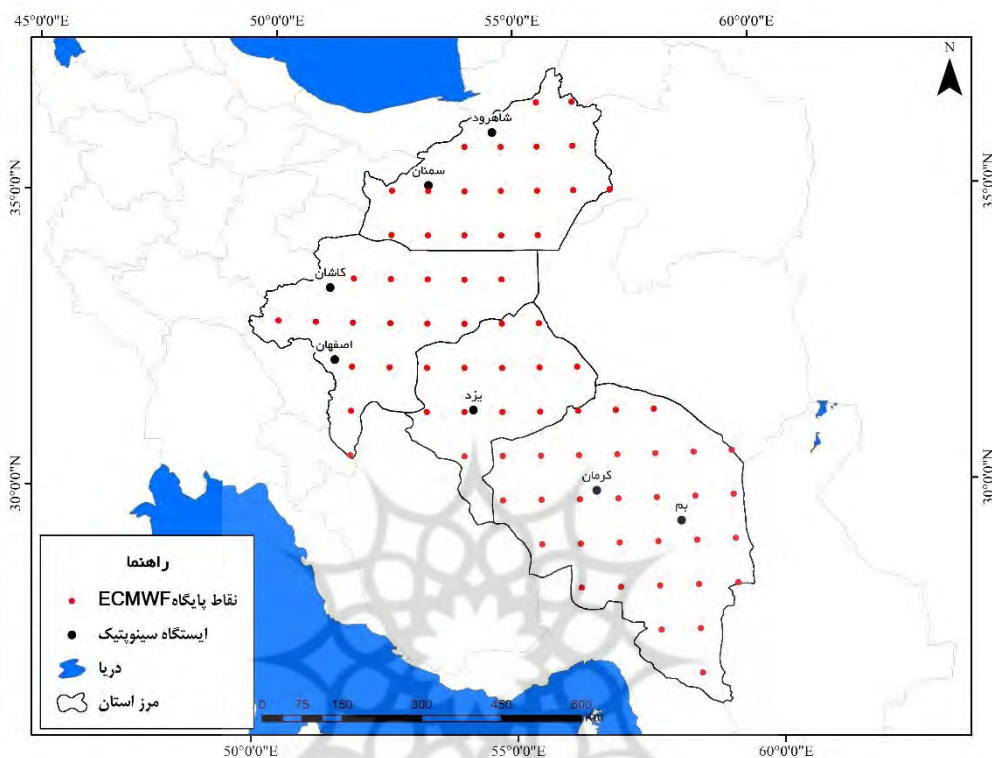 45°0'0"E 50°0'0"E 55°0'0"E 60°0'0"E
N
شاهرود
سمنان
35°0'0"N 35°0'0"N
کاشان
اصفهان
یزد
30°0'0"N 30°0'0"N
کرمان
بم
راهنما
نقاط پایگاه ECMWF
ایستگاه سینوپتیک
دریا
مرز استان
0 75 150 300 450 600
Km
50°0'0"E 55°0'0"E 60°0'0"E